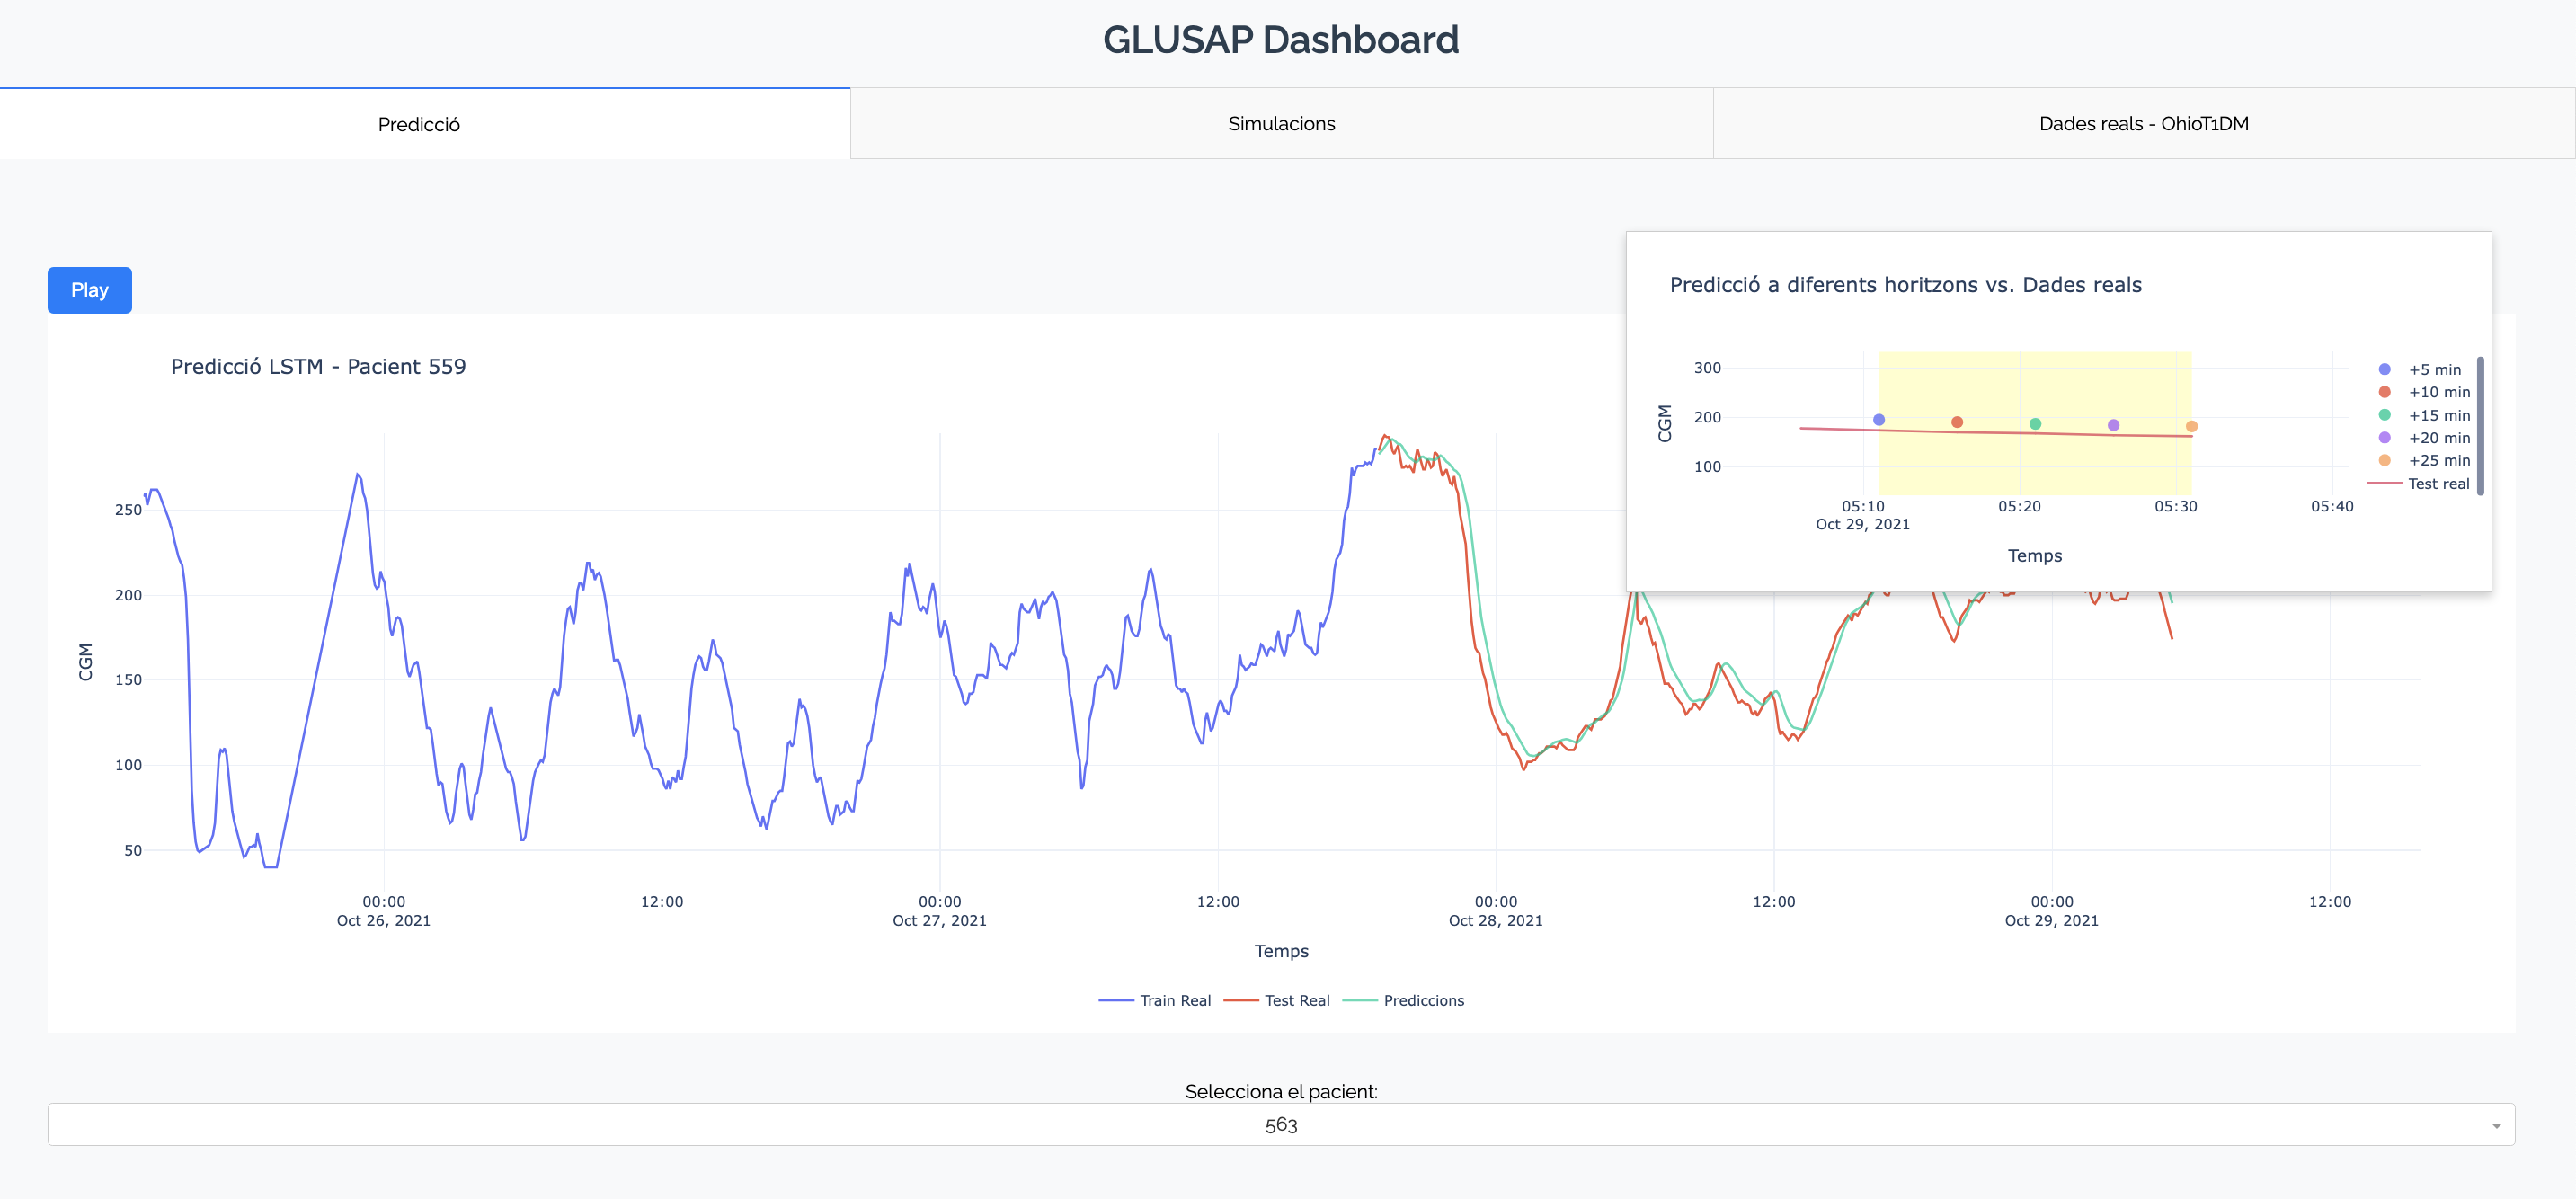 GLUSAP Dashboard
Predicció
Simulacions
Dades reals - OhioT1DM
Play
Predicció a diferents horitzons vs. Dades reals
300
200
100
CGM
05:10
05:20
05:30
05:40
Oct 29, 2021
Temps
+5 min
+10 min
+15 min
+20 min
+25 min
Test real
Predicció LSTM - Pacient 559
250
200
150
100
50
CGM
00:00
12:00
00:00
12:00
00:00
12:00
00:00
12:00
Oct 26, 2021
Oct 27, 2021
Oct 28, 2021
Oct 29, 2021
Temps
Train Real
Test Real
Prediccions
Selecciona el pacient:
563